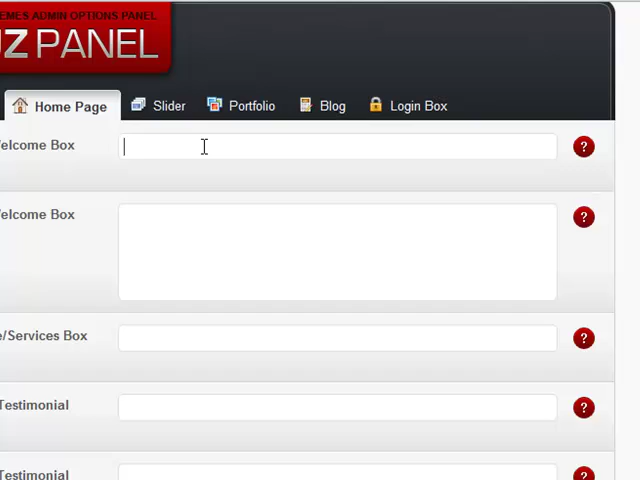 EMES ADMIN OPTIONS PANEL
UZ PANEL
Home Page
Slider
Portfolio
Blog
Login Box
elcome Box
?
elcome Box
?
e/Services Box
?
Testimonial
?
Testimonial
?